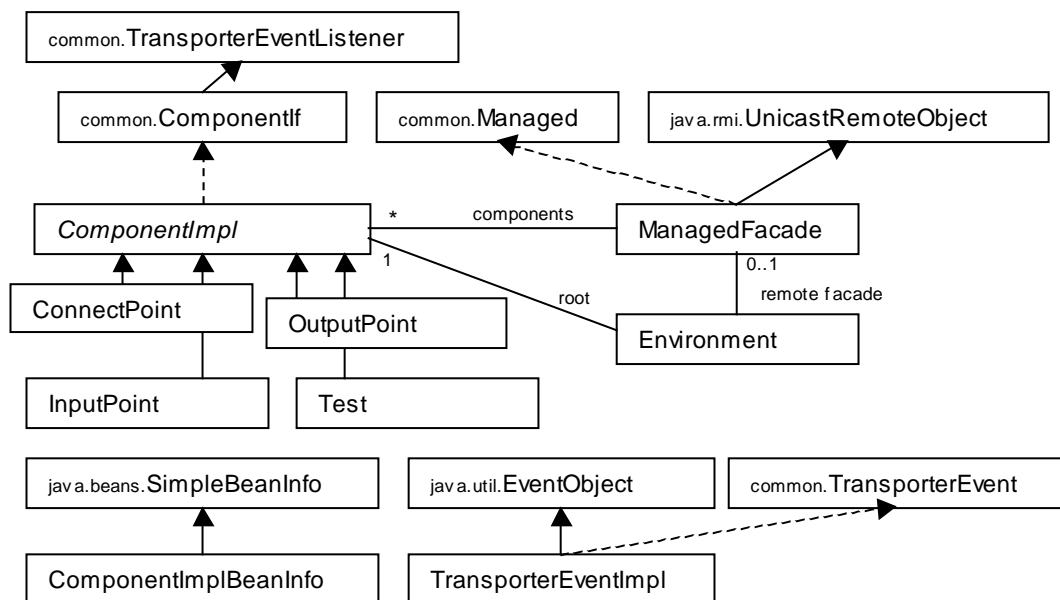 common.TransporterEventListener
common.ComponentIf
common.Managed
java.rmi.UnicastRemoteObject
ComponentImpl
*
components
ManagedFacade
1
0..1
remote facade
root
ConnectPoint
OutputPoint
Environment
InputPoint
Test
java.beans.SimpleBeanInfo
java.util.EventObject
common.TransporterEvent
ComponentImplBeanInfo
TransporterEventImpl